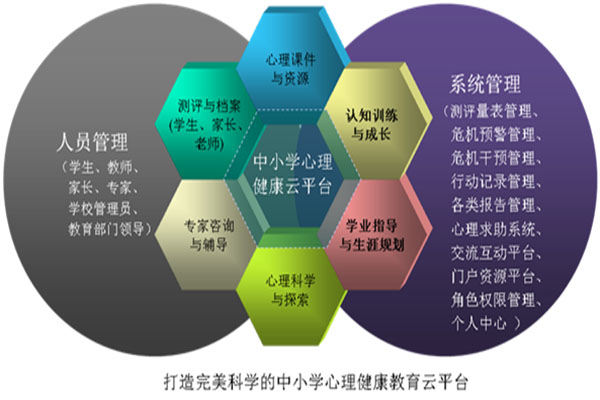 心理课件
与资源
测评与档案
(学生、家长、
老师)
认知训练
与成长
中小学心理
健康云平台
专家咨询
与辅导
学业指导
与生涯规划
心理科学
与探索
人员管理
（学生、教师、
家长、专家、
学校管理员、
教育部门领导）
系统管理
（测评量表管理、
危机预警管理、
危机干预管理、
行动记录管理、
各类报告管理、
心理求助系统、
交流互动平台、
门户资源平台、
角色权限管理、
个人中心 ）
打造完美科学的中小学心理健康教育云平台